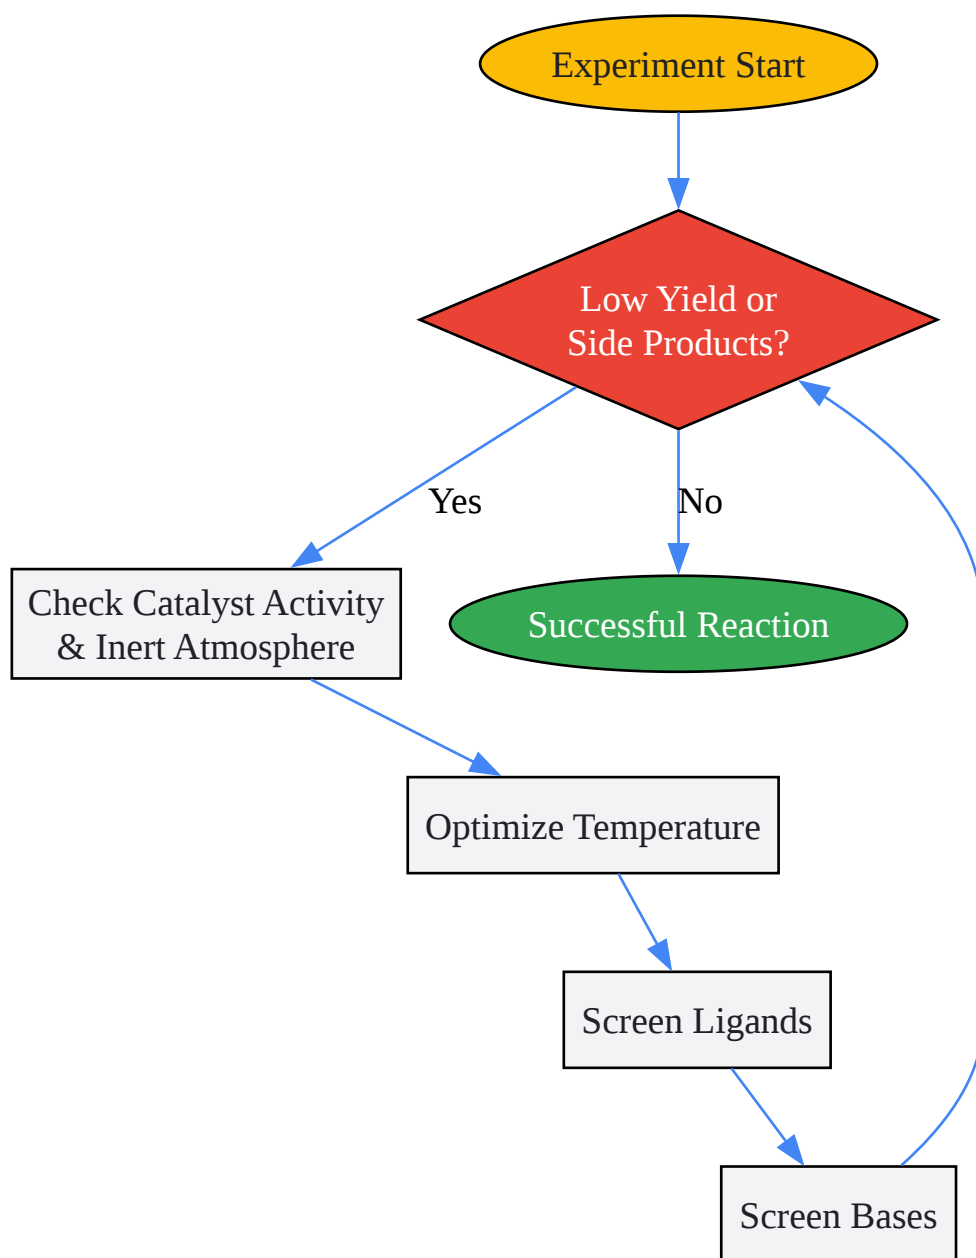 Experiment Start
Low Yield or
Side Products?
Yes
No
Check Catalyst Activity
& Inert Atmosphere
Successful Reaction
Optimize Temperature
Screen Ligands
Screen Bases